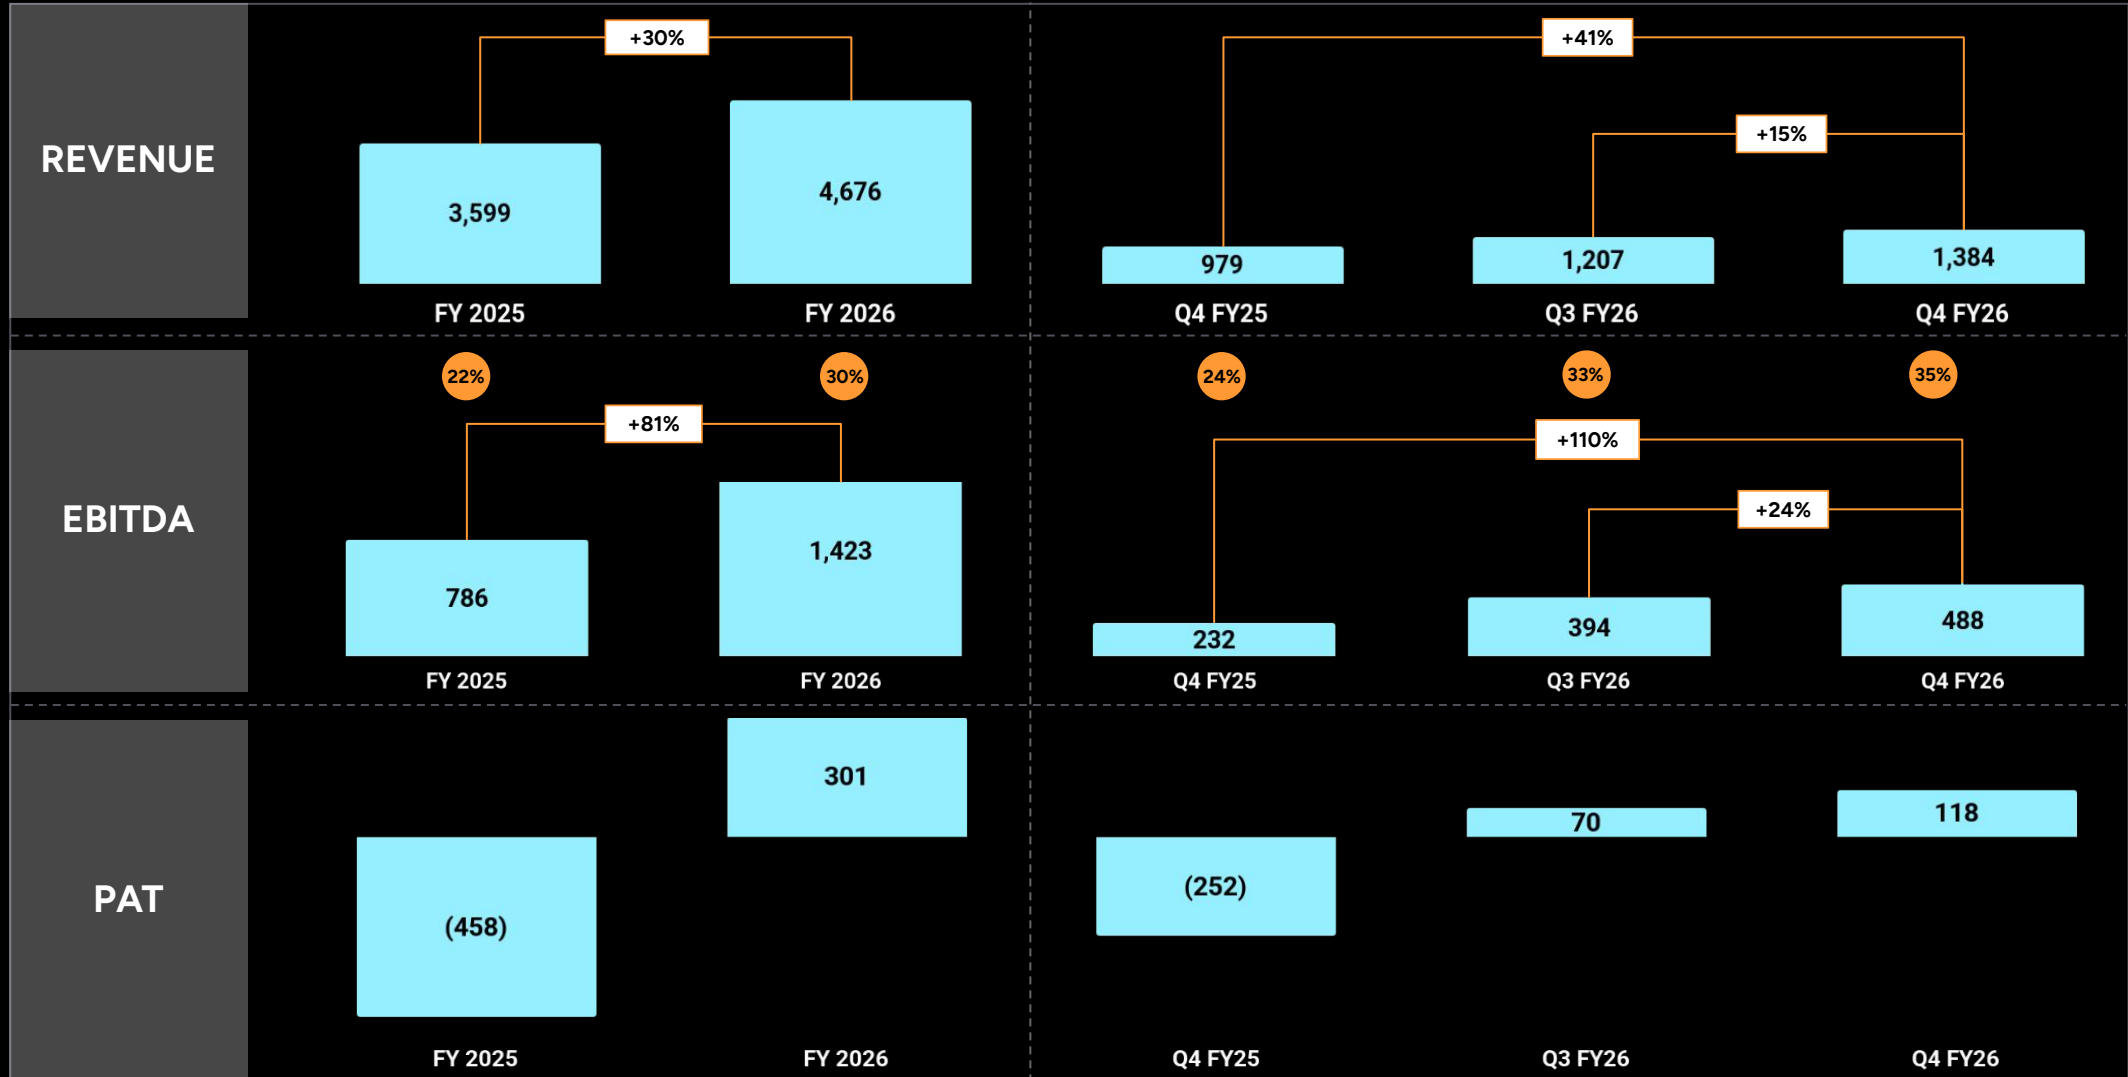 REVENUE
+30%
3,599
4,676
FY 2025
FY 2026
+41%
+15%
979
1,207
1,384
Q4 FY25
Q3 FY26
Q4 FY26
EBITDA
22%
30%
+81%
786
1,423
FY 2025
FY 2026
24%
33%
35%
+110%
+24%
232
394
488
Q4 FY25
Q3 FY26
Q4 FY26
PAT
(458)
301
FY 2025
FY 2026
(252)
70
118
Q4 FY25
Q3 FY26
Q4 FY26